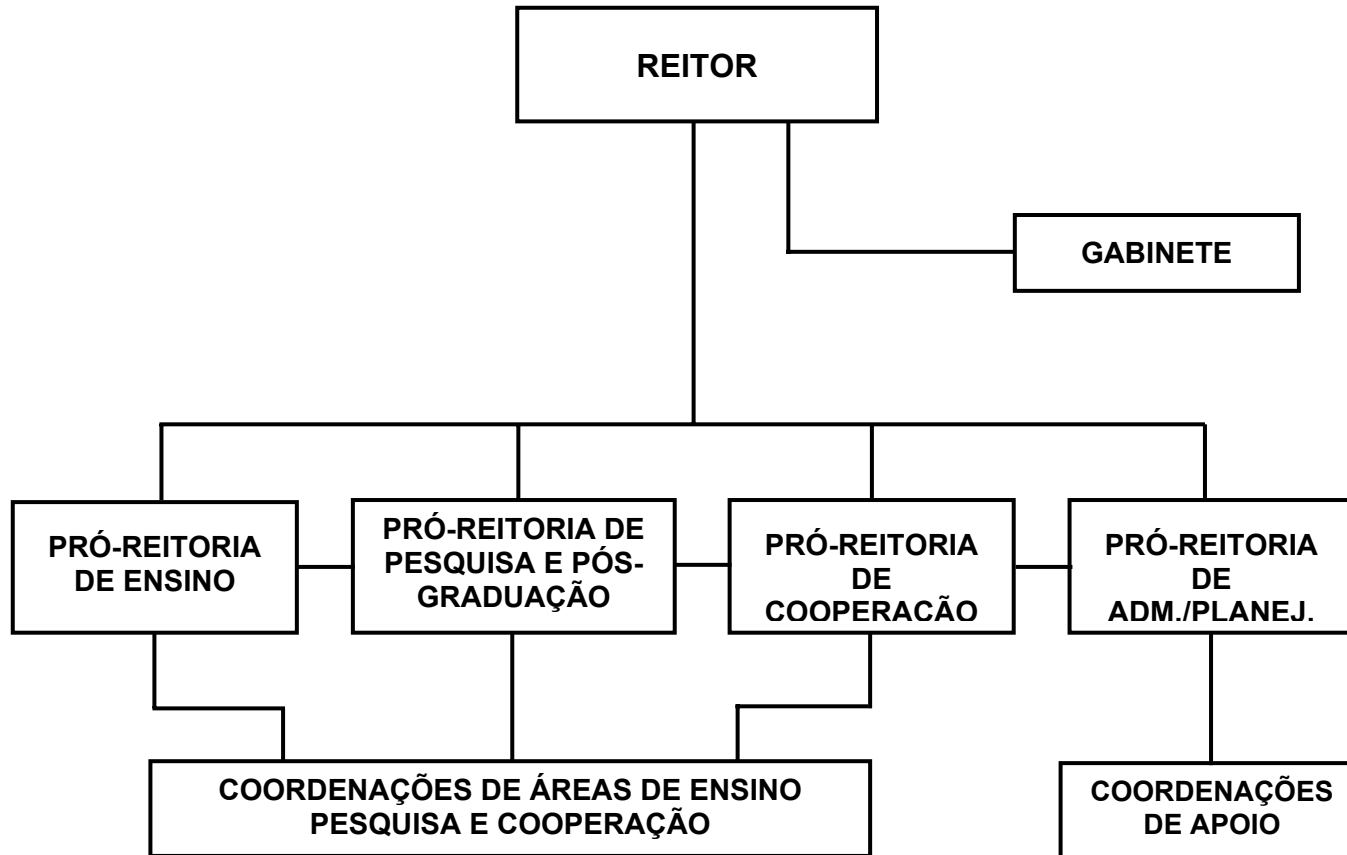 REITOR
GABINETE
PRÓ-REITORIA
DE ENSINO
PRÓ-REITORIA DE
PESQUISA E PÓS-
GRADUAÇÃO
PRÓ-REITORIA
DE
COOPERAÇÃO
PRÓ-REITORIA
DE
ADM./PLANEJ.
COORDENAÇÕES DE ÁREAS DE ENSINO
PESQUISA E COOPERAÇÃO
COORDENAÇÕES
DE APOIO